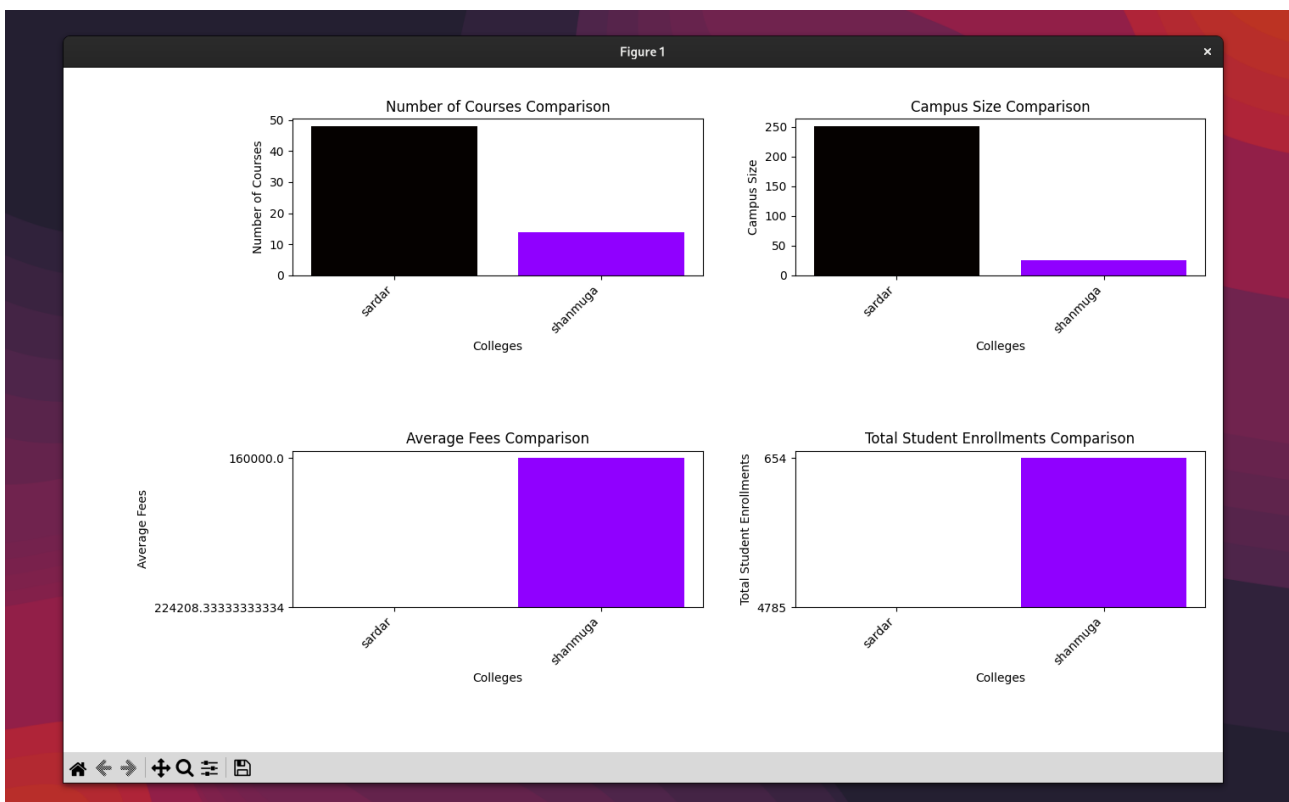 Figure 1
Number of Courses Comparison
50
40
30
20
10
0
Number of Courses
sardar
shanmuga
Colleges
Campus Size Comparison
250
200
150
100
50
0
Campus Size
sardar
shanmuga
Colleges
Average Fees Comparison
160000.0
224208.33333333334
Average Fees
sardar
shanmuga
Colleges
Total Student Enrollments Comparison
654
4785
Total Student Enrollments
sardar
shanmuga
Colleges